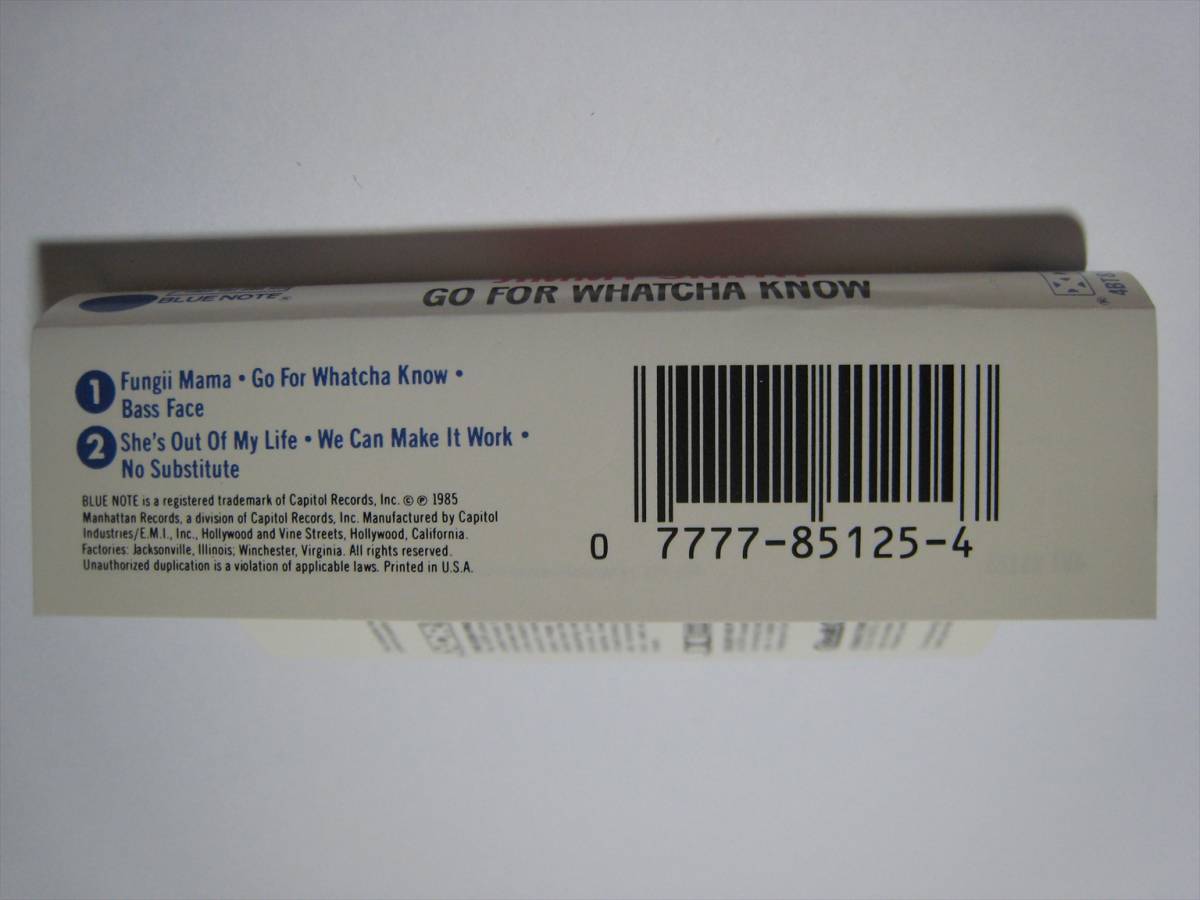 BLUE NOTE®
GO FOR WHATCHA KNOW
4BT8
1 Fungii Mama • Go For Whatcha Know •
Bass Face
2 She's Out Of My Life • We Can Make It Work •
No Substitute
BLUE NOTE is a registered trademark of Capitol Records, Inc. © ℗ 1985
Manhattan Records, a division of Capitol Records, Inc. Manufactured by Capitol
Industries/E.M.I., Inc., Hollywood and Vine Streets, Hollywood, California.
Factories: Jacksonville, Illinois; Winchester, Virginia. All rights reserved.
Unauthorized duplication is a violation of applicable laws. Printed in U.S.A.
0 7777-85125-4